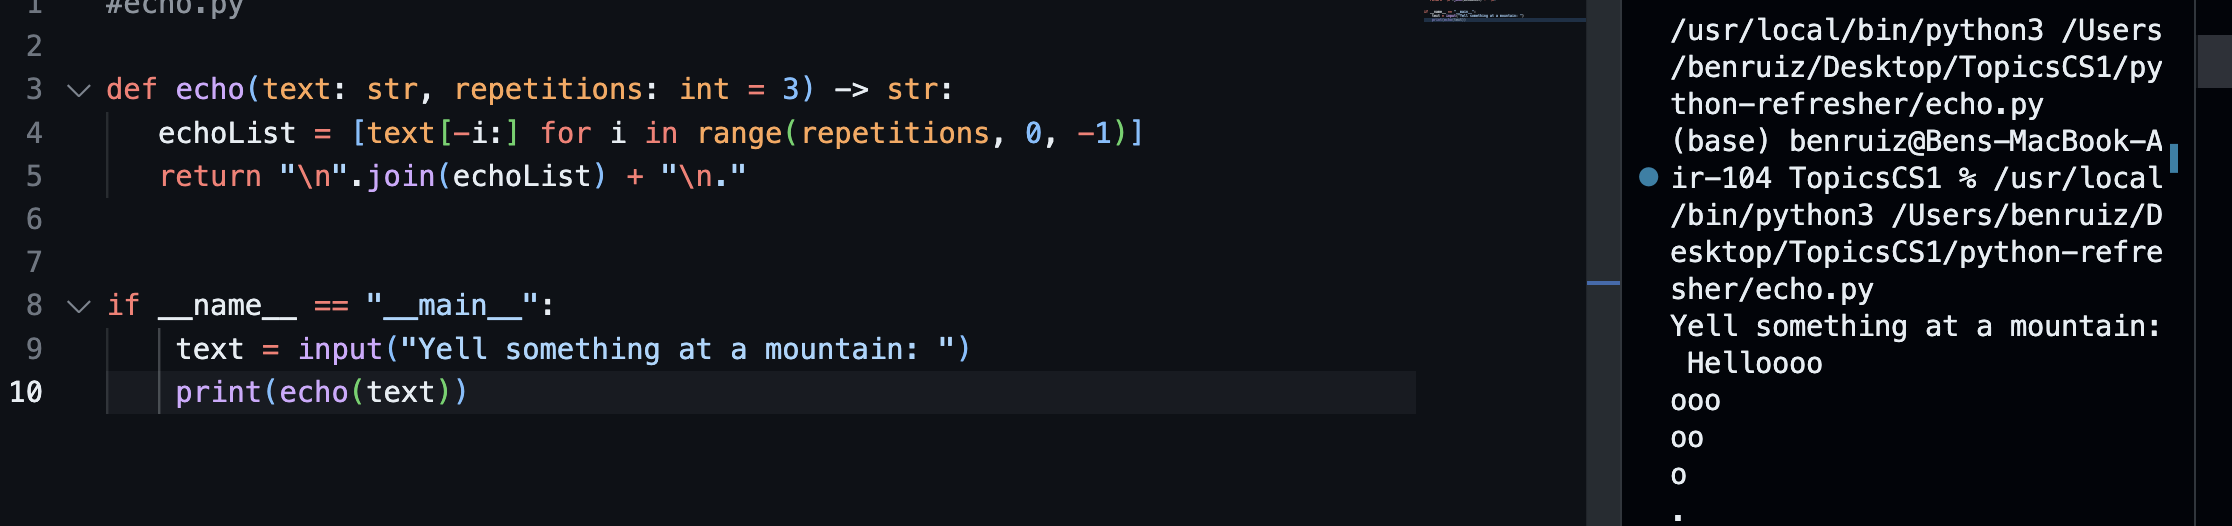 1 #echo.py
2
3 def echo(text: str, repetitions: int = 3) -> str:
4 echoList = [text[-i:] for i in range(repetitions, 0, -1)]
5 return "\n".join(echoList) + "\n."
6
7
8 if __name__ == "__main__":
9 text = input("Yell something at a mountain: ")
10 print(echo(text))
/usr/local/bin/python3 /Users
/benruiz/Desktop/TopicsCS1/py
thon-refresher/echo.py
(base) benruiz@Bens-MacBook-A
ir-104 TopicsCS1 % /usr/local
/bin/python3 /Users/benruiz/D
esktop/TopicsCS1/python-refre
sher/echo.py
Yell something at a mountain:
Helloooo
ooo
oo
o
.